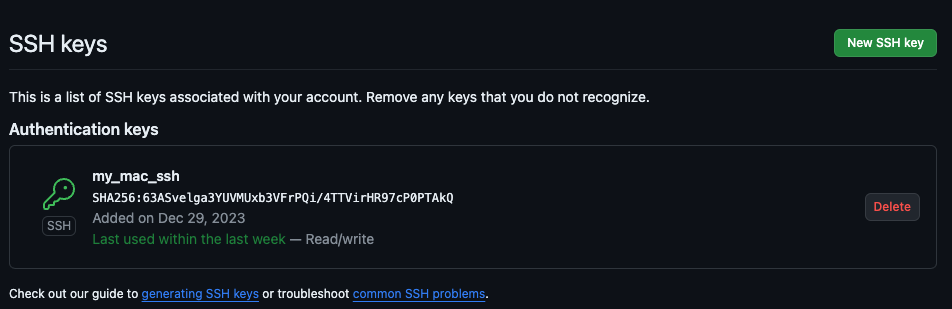 SSH keys
New SSH key
This is a list of SSH keys associated with your account. Remove any keys that you do not recognize.
Authentication keys
my_mac_ssh
SHA256:63ASvelga3YUVMUxb3VFrPQi/4TTVirHR97cP0PTAkQ
SSH
Added on Dec 29, 2023
Last used within the last week — Read/write
Delete
Check out our guide to generating SSH keys or troubleshoot common SSH problems.